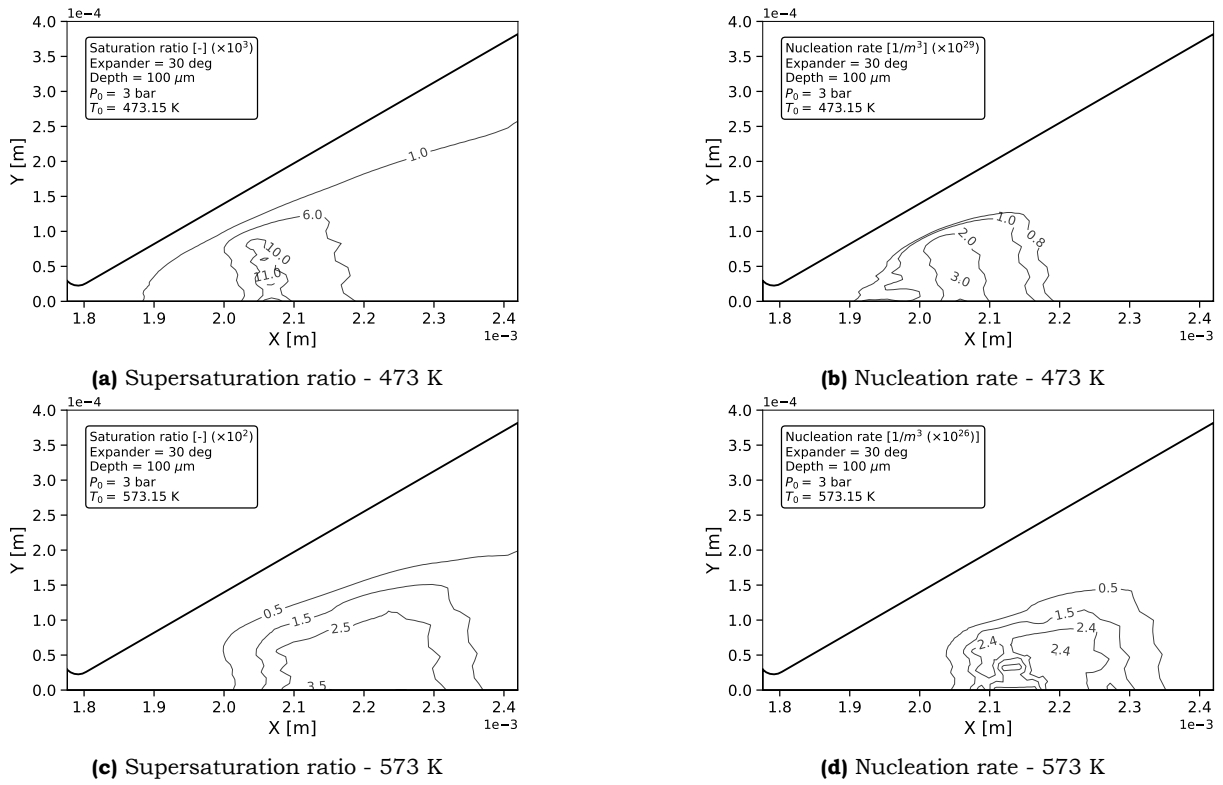 1e−4
4.0
3.5
3.0
2.5
2.0
1.5
1.0
0.5
0.0
Y [m]
Saturation ratio [-] (×10³)
Expander = 30 deg
Depth = 100 μm
P₀ = 3 bar
T₀ = 473.15 K
1.0
6.0
10.0
11.0
1.8 1.9 2.0 2.1 2.2 2.3 2.4
X [m]
1e−3
(a) Supersaturation ratio - 473 K
1e−4
4.0
3.5
3.0
2.5
2.0
1.5
1.0
0.5
0.0
Y [m]
Nucleation rate [1/m³] (×10²⁹)
Expander = 30 deg
Depth = 100 μm
P₀ = 3 bar
T₀ = 473.15 K
1.0
2.0
0.8
3.0
1.8 1.9 2.0 2.1 2.2 2.3 2.4
X [m]
1e−3
(b) Nucleation rate - 473 K
1e−4
4.0
3.5
3.0
2.5
2.0
1.5
1.0
0.5
0.0
Y [m]
Saturation ratio [-] (×10²)
Expander = 30 deg
Depth = 100 μm
P₀ = 3 bar
T₀ = 573.15 K
0.5
1.5
2.5
3.5
1.8 1.9 2.0 2.1 2.2 2.3 2.4
X [m]
1e−3
(c) Supersaturation ratio - 573 K
1e−4
4.0
3.5
3.0
2.5
2.0
1.5
1.0
0.5
0.0
Y [m]
Nucleation rate [1/m³ (×10²⁶)]
Expander = 30 deg
Depth = 100 μm
P₀ = 3 bar
T₀ = 573.15 K
0.5
1.5
2.4
2.4
2.4
1.8 1.9 2.0 2.1 2.2 2.3 2.4
X [m]
1e−3
(d) Nucleation rate - 573 K